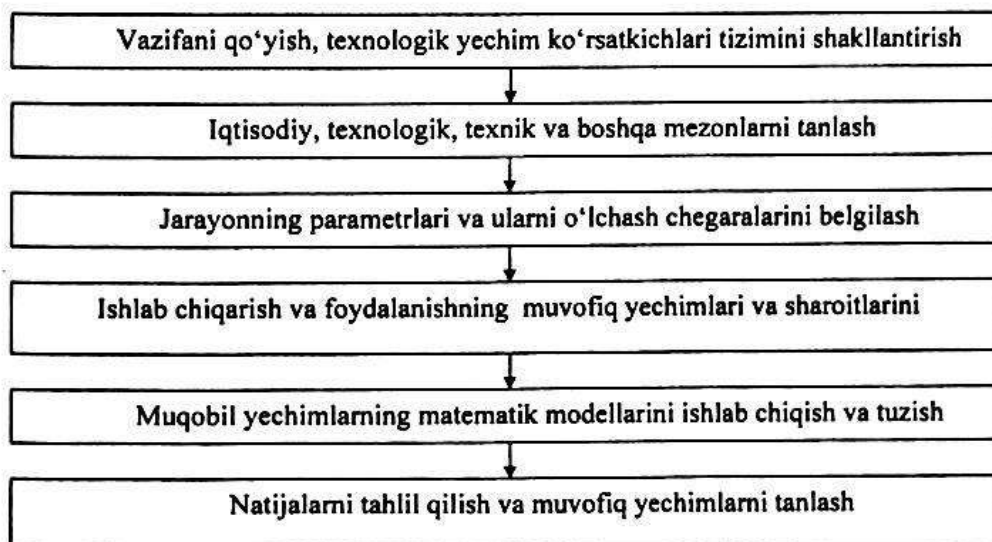 Vazifani qo‘yish, texnologik yechim ko‘rsatkichlari tizimini shakllantirish
Iqtisodiy, texnologik, texnik va boshqa mezonlarni tanlash
Jarayonning parametrlari va ularni o‘lchash chegaralarini belgilash
Ishlab chiqarish va foydalanishning muvofiq yechimlari va sharoitlarini
Muqobil yechimlarning matematik modellarini ishlab chiqish va tuzish
Natijalarni tahlil qilish va muvofiq yechimlarni tanlash